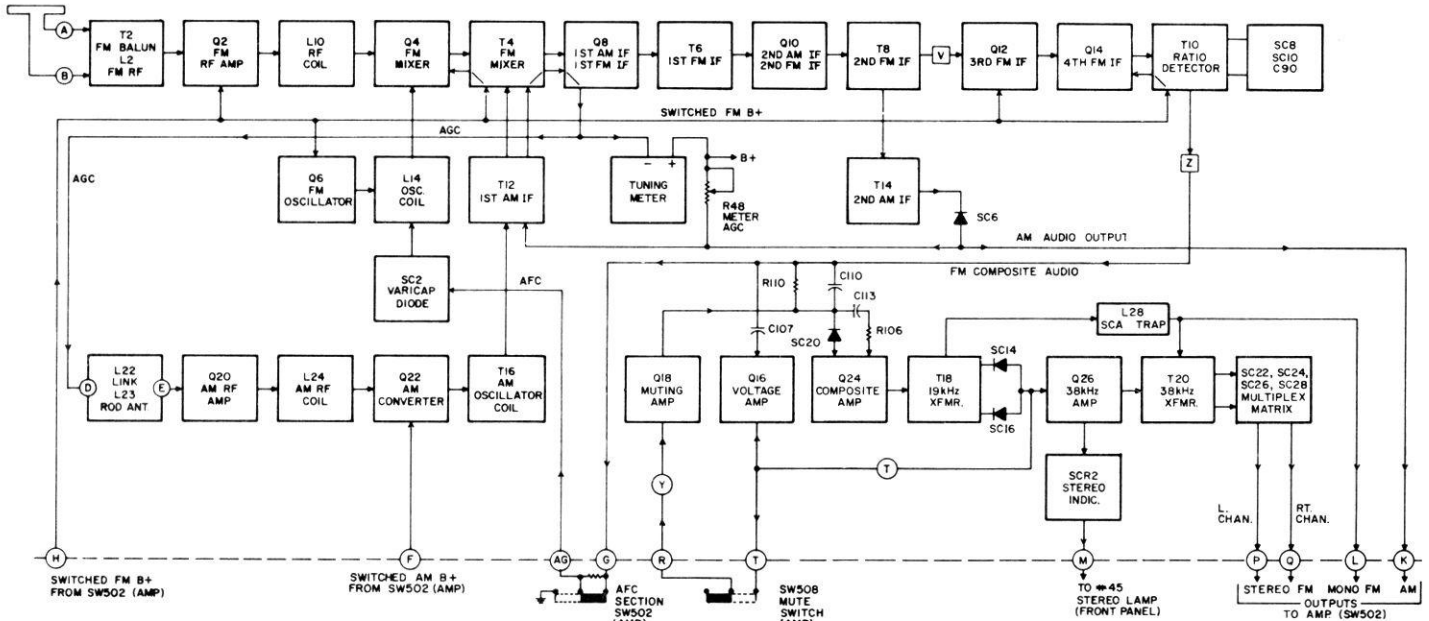 A
B
T2
FM BALUN
L2
FM RF
Q2
FM
RF AMP
L10
RF
COIL
Q4
FM
MIXER
T4
FM
MIXER
Q8
1ST AM IF
1ST FM IF
T6
1ST FM IF
Q10
2ND AM IF
2ND FM IF
T8
2ND FM IF
V
Q12
3RD FM IF
Q14
4TH FM IF
T10
RATIO
DETECTOR
SC8
SC10
C90
SWITCHED FM B+
AGC
AGC
Q6
FM
OSCILLATOR
L14
OSC.
COIL
T12
1ST AM IF
- +
TUNING
METER
B+
R48
METER
AGC
T14
2ND AM IF
SC6
Z
AM AUDIO OUTPUT
FM COMPOSITE AUDIO
SC2
VARICAP
DIODE
AFC
R110
C110
C113
C107
SC20
R106
L28
SCA TRAP
D
L22
LINK
L23
ROD ANT.
E
Q20
AM RF
AMP
L24
AM RF
COIL
Q22
AM
CONVERTER
T16
AM
OSCILLATOR
COIL
Q18
MUTING
AMP
Q16
VOLTAGE
AMP
Q24
COMPOSITE
AMP
T18
19kHz
XFMR.
SC14
SC16
Q26
38kHz
AMP
T20
38kHz
XFMR.
SC22, SC24,
SC26, SC28
MULTIPLEX
MATRIX
Y
T
SCR2
STEREO
INDIC.
L.
CHAN.
RT.
CHAN.
H
F
AG
G
R
T
M
P
Q
L
K
SWITCHED FM B+
FROM SW502 (AMP)
SWITCHED AM B+
FROM SW502 (AMP)
AFC
SECTION
SW502
(AMP)
SW508
MUTE
SWITCH
(AMP)
TO #45
STEREO LAMP
(FRONT PANEL)
STEREO FM MONO FM AM
OUTPUTS
TO AMP. (SW502)